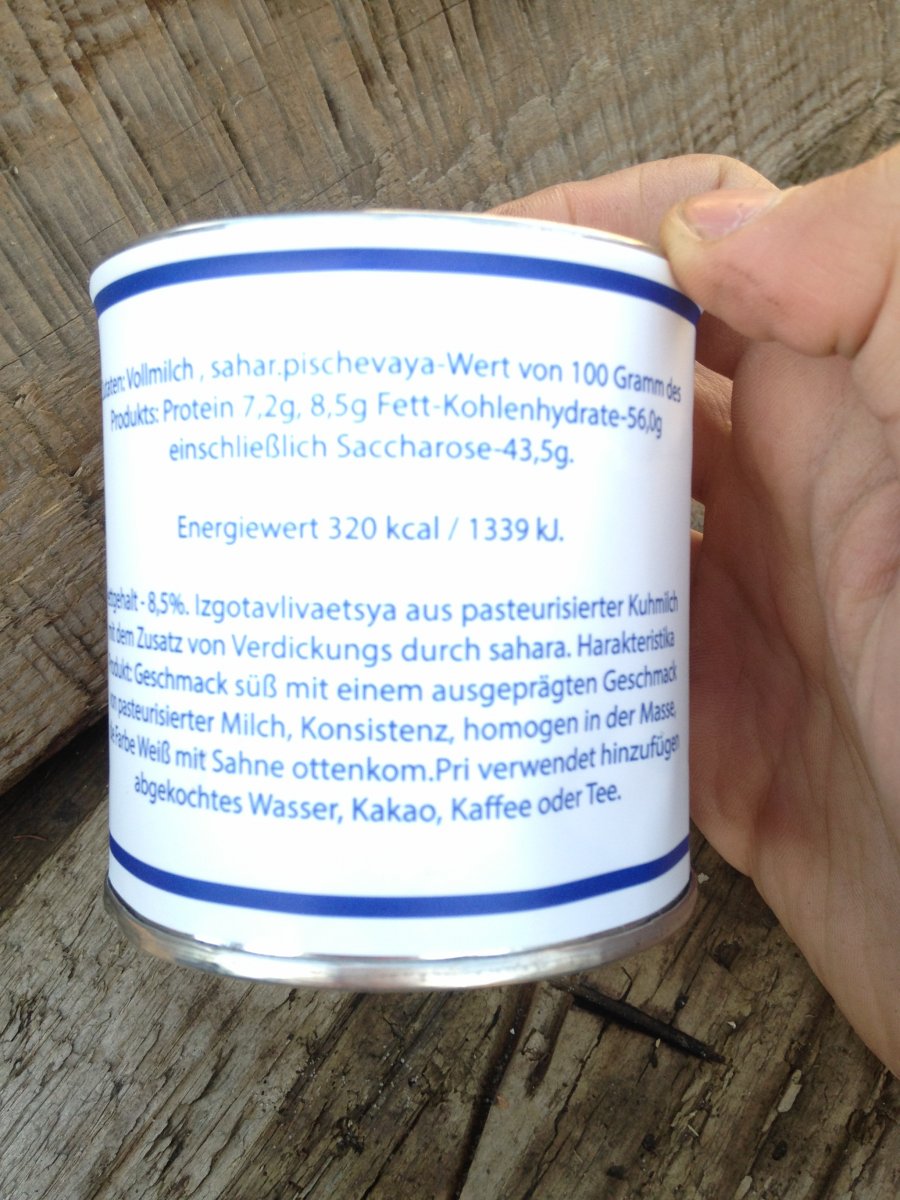 Vollmilch , sahar.pischevaya-Wert von 100 Gramm des
Produkts: Protein 7,2g, 8,5g Fett-Kohlenhydrate-56,0g
einschließlich Saccharose-43,5g.
Energiewert 320 kcal / 1339 kJ.
- 8,5%. Izgotavlivaetsya aus pasteurisierter Kuhmilch
dem Zusatz von Verdickungs durch sahara. Harakteristika
Geschmack süß mit einem ausgeprägten Geschmack
pasteurisierter Milch, Konsistenz, homogen in der Masse,
Farbe Weiß mit Sahne ottenkom.Pri verwendet hinzufügen
abgekochtes Wasser, Kakao, Kaffee oder Tee.